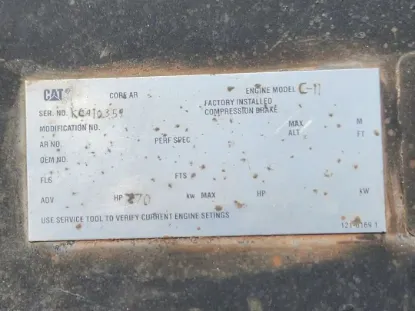 CAT® CORE AR ENGINE MODEL C-11
SER. NO. FACTORY INSTALLED
COMPRESSION BRAKE
MODIFICATION NO. MAX M
ALT FT
AR NO PERF SPEC
OEM NO.
FLS FTS
ADV HP 270 kW MAX HP kW
USE SERVICE TOOL TO VERIFY CURRENT ENGINE SETINGS